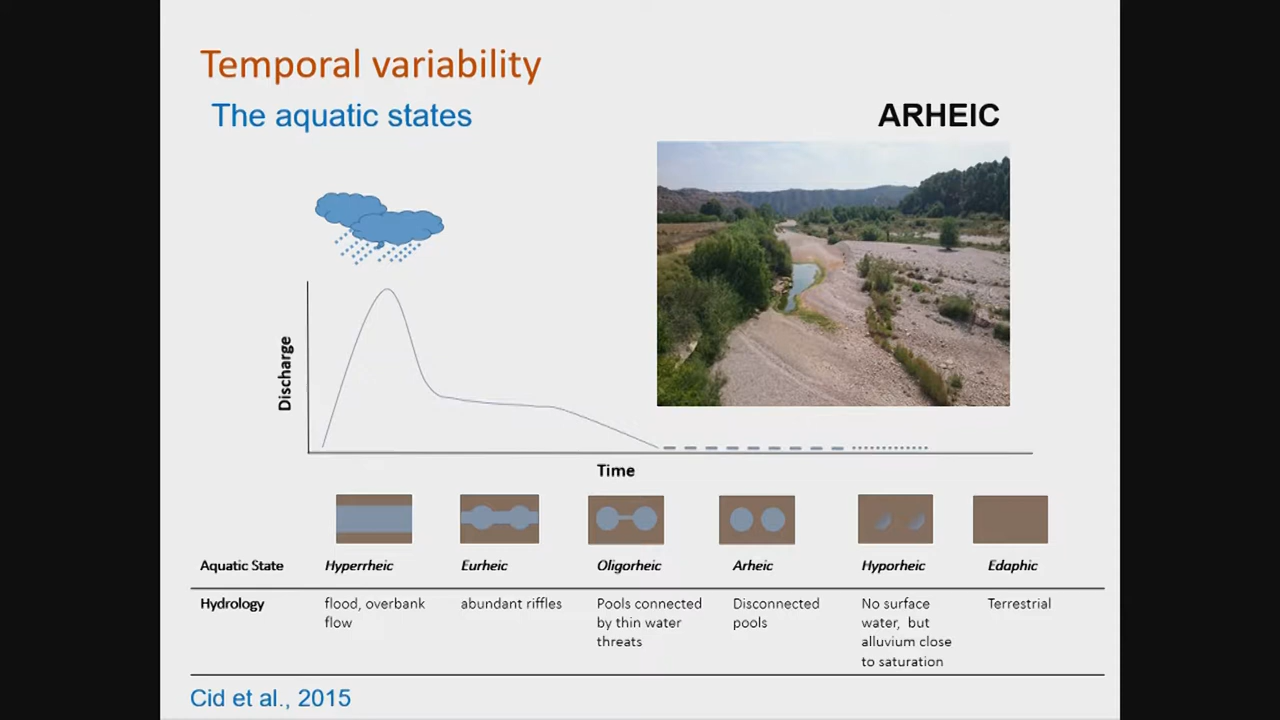 Temporal variability
The aquatic states
ARHEIC
Discharge
Time
Aquatic State Hyperrheic Eurheic Oligorheic Arheic Hyporheic Edaphic
Hydrology
flood, overbank
flow
abundant riffles
Pools connected
by thin water
threats
Disconnected
pools
No surface
water, but
alluvium close
to saturation
Terrestrial
Cid et al., 2015